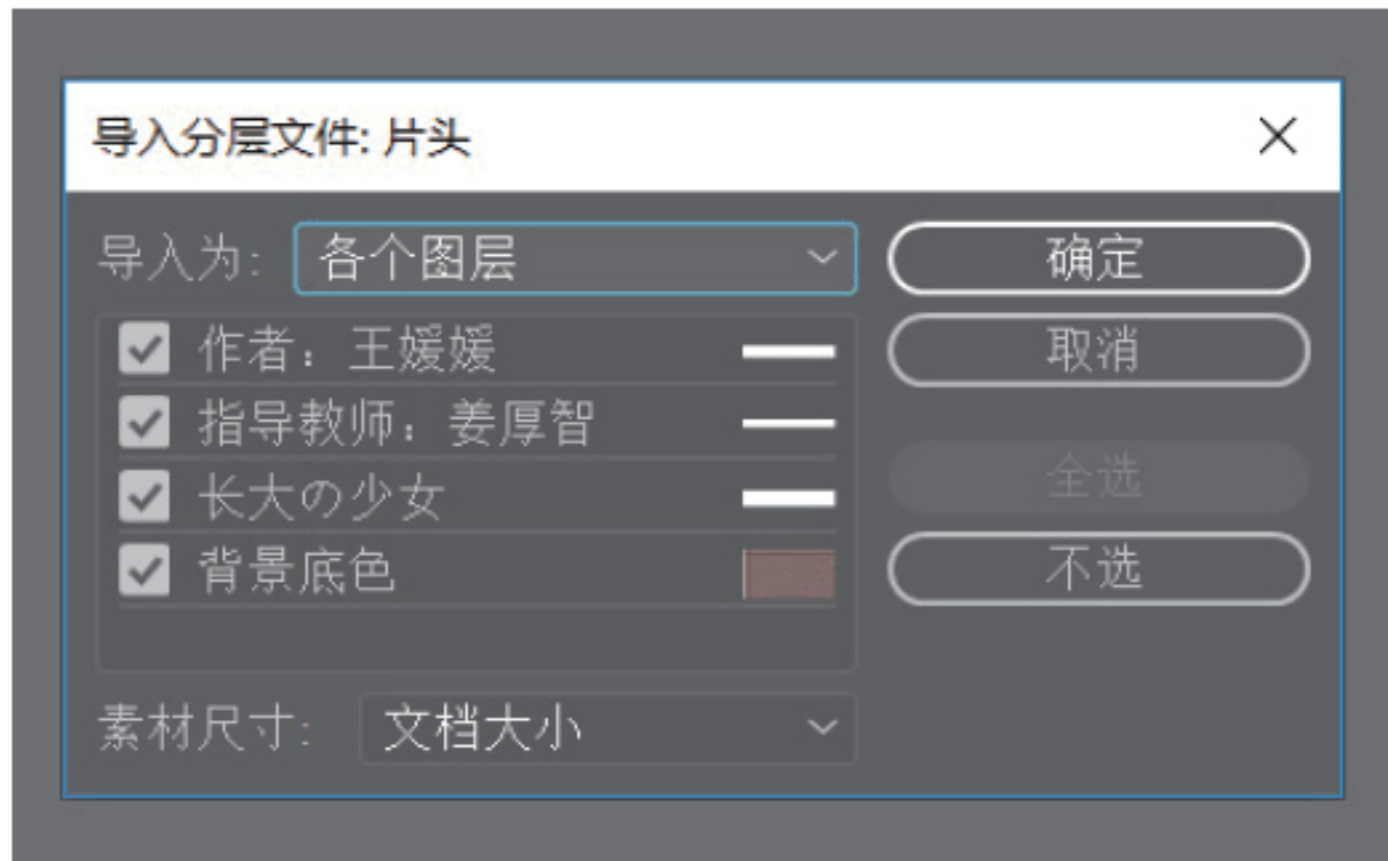 导入分层文件: 片头
导入为: 各个图层
确定
作者：王媛媛
取消
指导教师：姜厚智
长大の少女
全选
背景底色
不选
素材尺寸: 文档大小